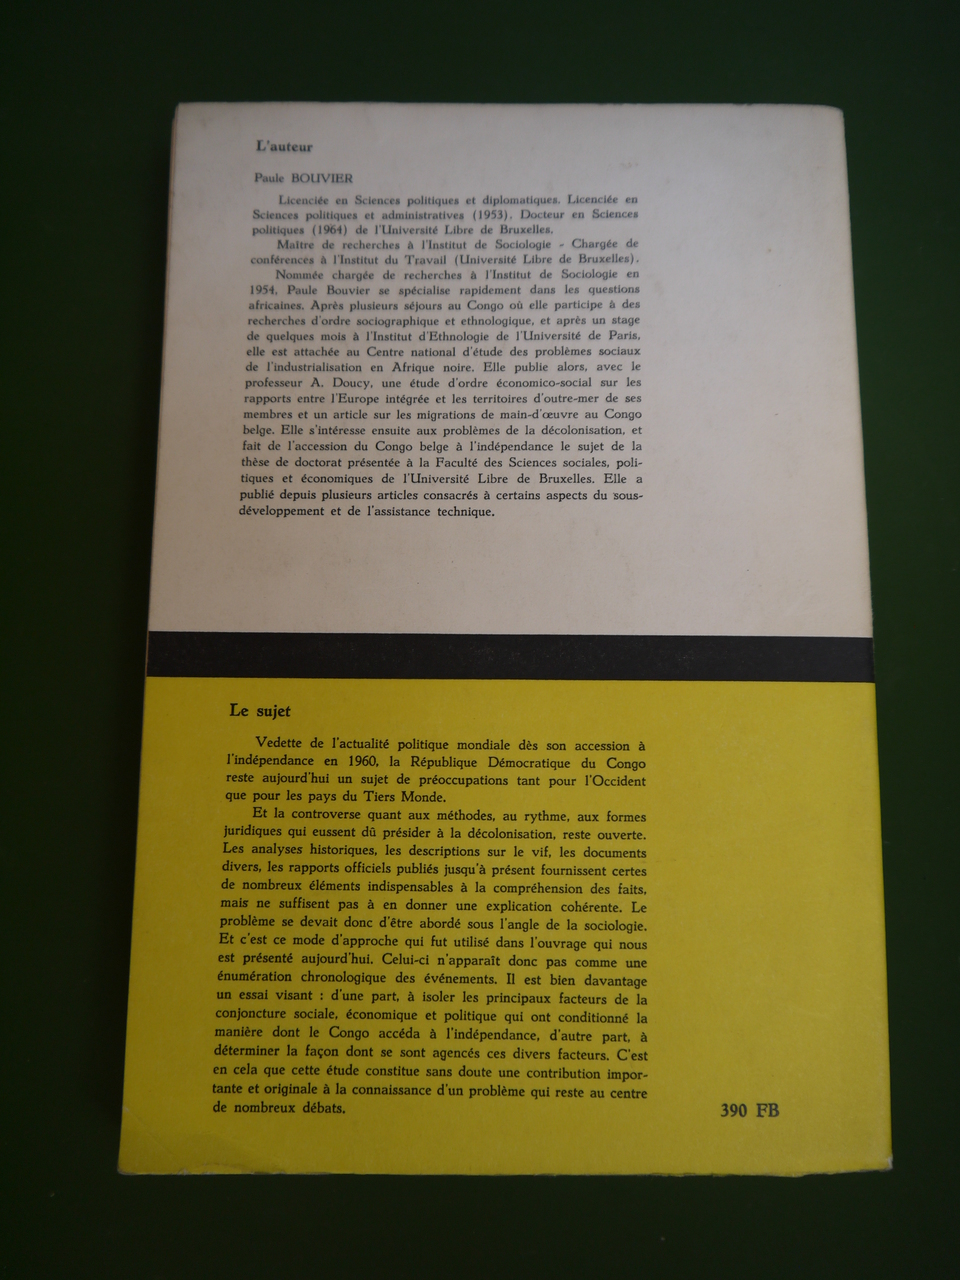 L'auteur
Paule BOUVIER
Licenciée en Sciences politiques et diplomatiques. Licenciée en
Sciences politiques et administratives (1953). Docteur en Sciences
politiques (1964) de l'Université Libre de Bruxelles.
Maître de recherches à l'Institut de Sociologie - Chargée de
conférences à l'Institut du Travail (Université Libre de Bruxelles).
Nommée chargée de recherches à l'Institut de Sociologie en
1954, Paule Bouvier se spécialise rapidement dans les questions
africaines. Après plusieurs séjours au Congo où elle participe à des
recherches d'ordre sociographique et ethnologique, et après un stage
de quelques mois à l'Institut d'Ethnologie de l'Université de Paris,
elle est attachée au Centre national d'étude des problèmes sociaux
de l'industrialisation en Afrique noire. Elle publie alors, avec le
professeur A. Doucy, une étude d'ordre économico-social sur les
rapports entre l'Europe intégrée et les territoires d'outre-mer de ses
membres et un article sur les migrations de main-d'œuvre au Congo
belge. Elle s'intéresse ensuite aux problèmes de la décolonisation, et
fait de l'accession du Congo belge à l'indépendance le sujet de la
thèse de doctorat présentée à la Faculté des Sciences sociales, poli-
tiques et économiques de l'Université Libre de Bruxelles. Elle a
publié depuis plusieurs articles consacrés à certains aspects du sous-
développement et de l'assistance technique.
Le sujet
Vedette de l'actualité politique mondiale dès son accession à
l'indépendance en 1960, la République Démocratique du Congo
reste aujourd'hui un sujet de préoccupations tant pour l'Occident
que pour les pays du Tiers Monde.
Et la controverse quant aux méthodes, au rythme, aux formes
juridiques qui eussent dû présider à la décolonisation, reste ouverte.
Les analyses historiques, les descriptions sur le vif, les documents
divers, les rapports officiels publiés jusqu'à présent fournissent certes
de nombreux éléments indispensables à la compréhension des faits,
mais ne suffisent pas à en donner une explication cohérente. Le
problème se devait donc d'être abordé sous l'angle de la sociologie.
Et c'est ce mode d'approche qui fut utilisé dans l'ouvrage qui nous
est présenté aujourd'hui. Celui-ci n'apparaît donc pas comme une
énumération chronologique des événements. Il est bien davantage
un essai visant : d'une part, à isoler les principaux facteurs de la
conjoncture sociale, économique et politique qui ont conditionné la
manière dont le Congo accéda à l'indépendance, d'autre part, à
déterminer la façon dont se sont agencés ces divers facteurs. C'est
en cela que cette étude constitue sans doute une contribution impor-
tante et originale à la connaissance d'un problème qui reste au centre
de nombreux débats.
390 FB